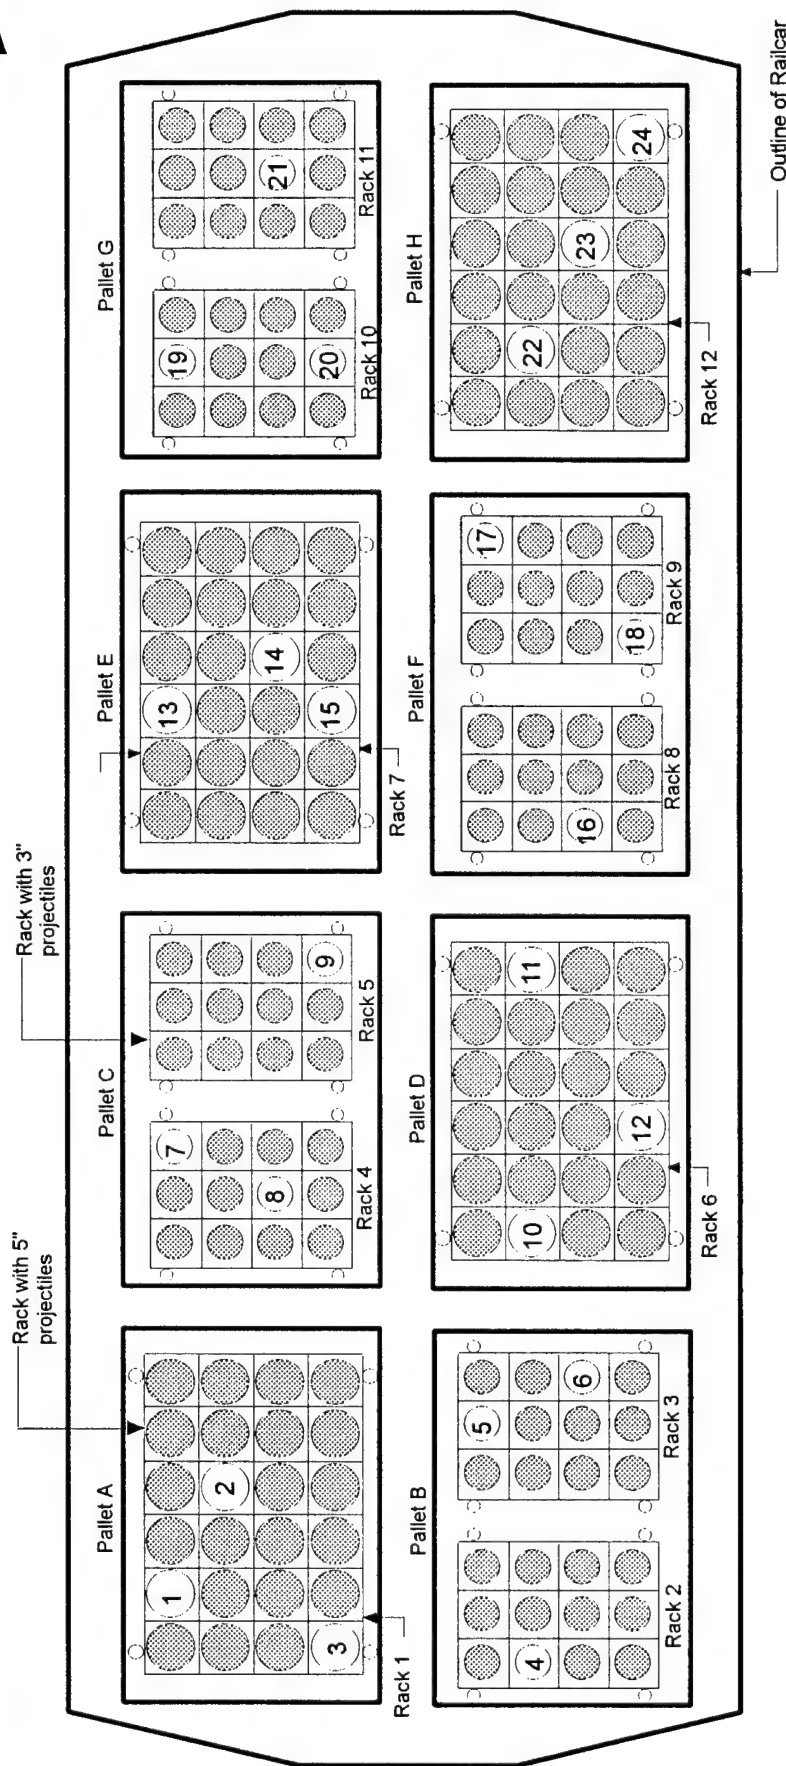 Rack with 5"
projectiles
Rack with 3"
projectiles
Pallet A
1
2
3
Rack 1
Pallet C
7
8
9
Rack 4
Rack 5
Pallet E
13
14
15
Rack 7
Pallet G
19
20
21
Rack 10
Rack 11
Pallet B
4
5
6
Rack 2
Rack 3
Pallet D
10
11
12
Rack 6
Pallet F
16
17
18
Rack 8
Rack 9
Pallet H
22
23
24
Rack 12
Outline of Railcar